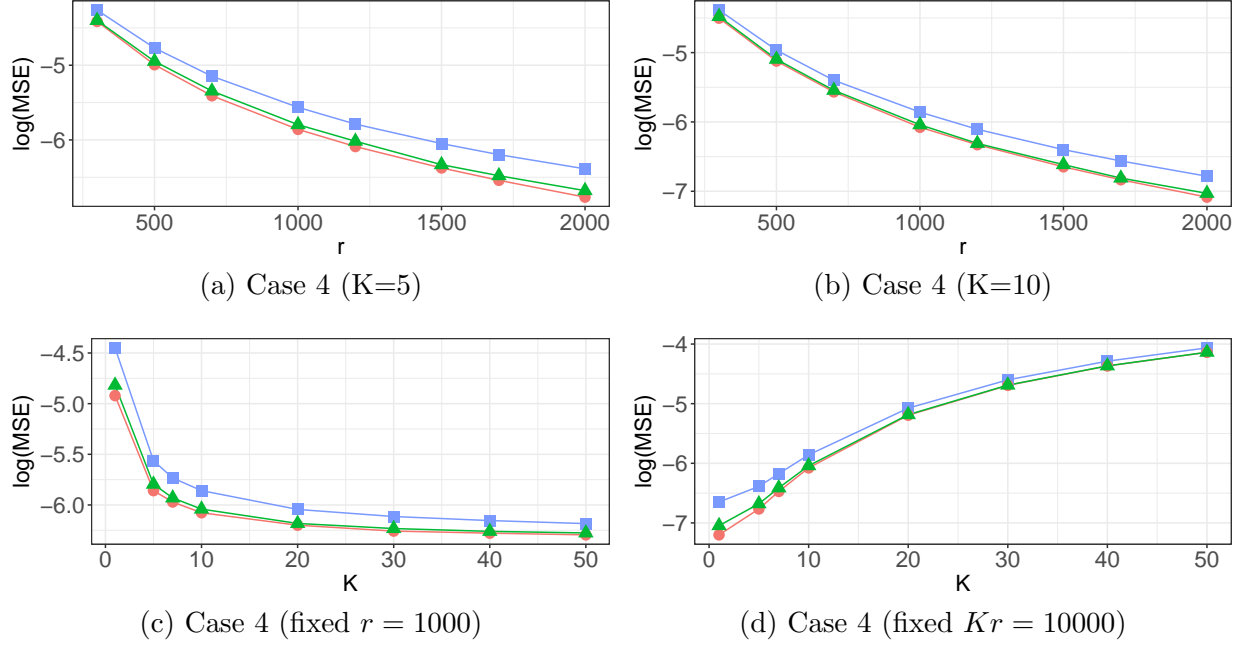 log(MSE)
−5
−6
500
1000
1500
2000
r
(a) Case 4 (K=5)
log(MSE)
−5
−6
−7
500
1000
1500
2000
r
(b) Case 4 (K=10)
log(MSE)
−4.5
−5.0
−5.5
−6.0
0
10
20
30
40
50
K
(c) Case 4 (fixed r = 1000)
log(MSE)
−4
−5
−6
−7
0
10
20
30
40
50
K
(d) Case 4 (fixed Kr = 10000)